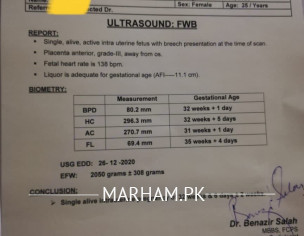 Name:
Refer cted Dr.
Sex: Female Age: 25 / Years
ULTRASOUND: FWB
REPORT:
• Single, alive, active intra uterine fetus with breech presentation at the time of scan.
• Placenta anterior, grade-III, away from os.
• Fetal heart rate is 138 bpm.
• Liquor is adequate for gestational age (AFI-----11.1 cm).
BIOMETRY:
Measurement Gestational Age
BPD 80.2 mm 32 weeks + 1 day
HC 296.3 mm 32 weeks + 5 days
AC 270.7 mm 31 weeks + 1 day
FL 69.4 mm 35 weeks + 4 days
USG EDD: 26-12-2020
EFW: 2050 grams ± 308 grams
CONCLUSION:
➢ Single alive
MARHAM.PK
Dr. Benazir Salah
MBBS, FCPS